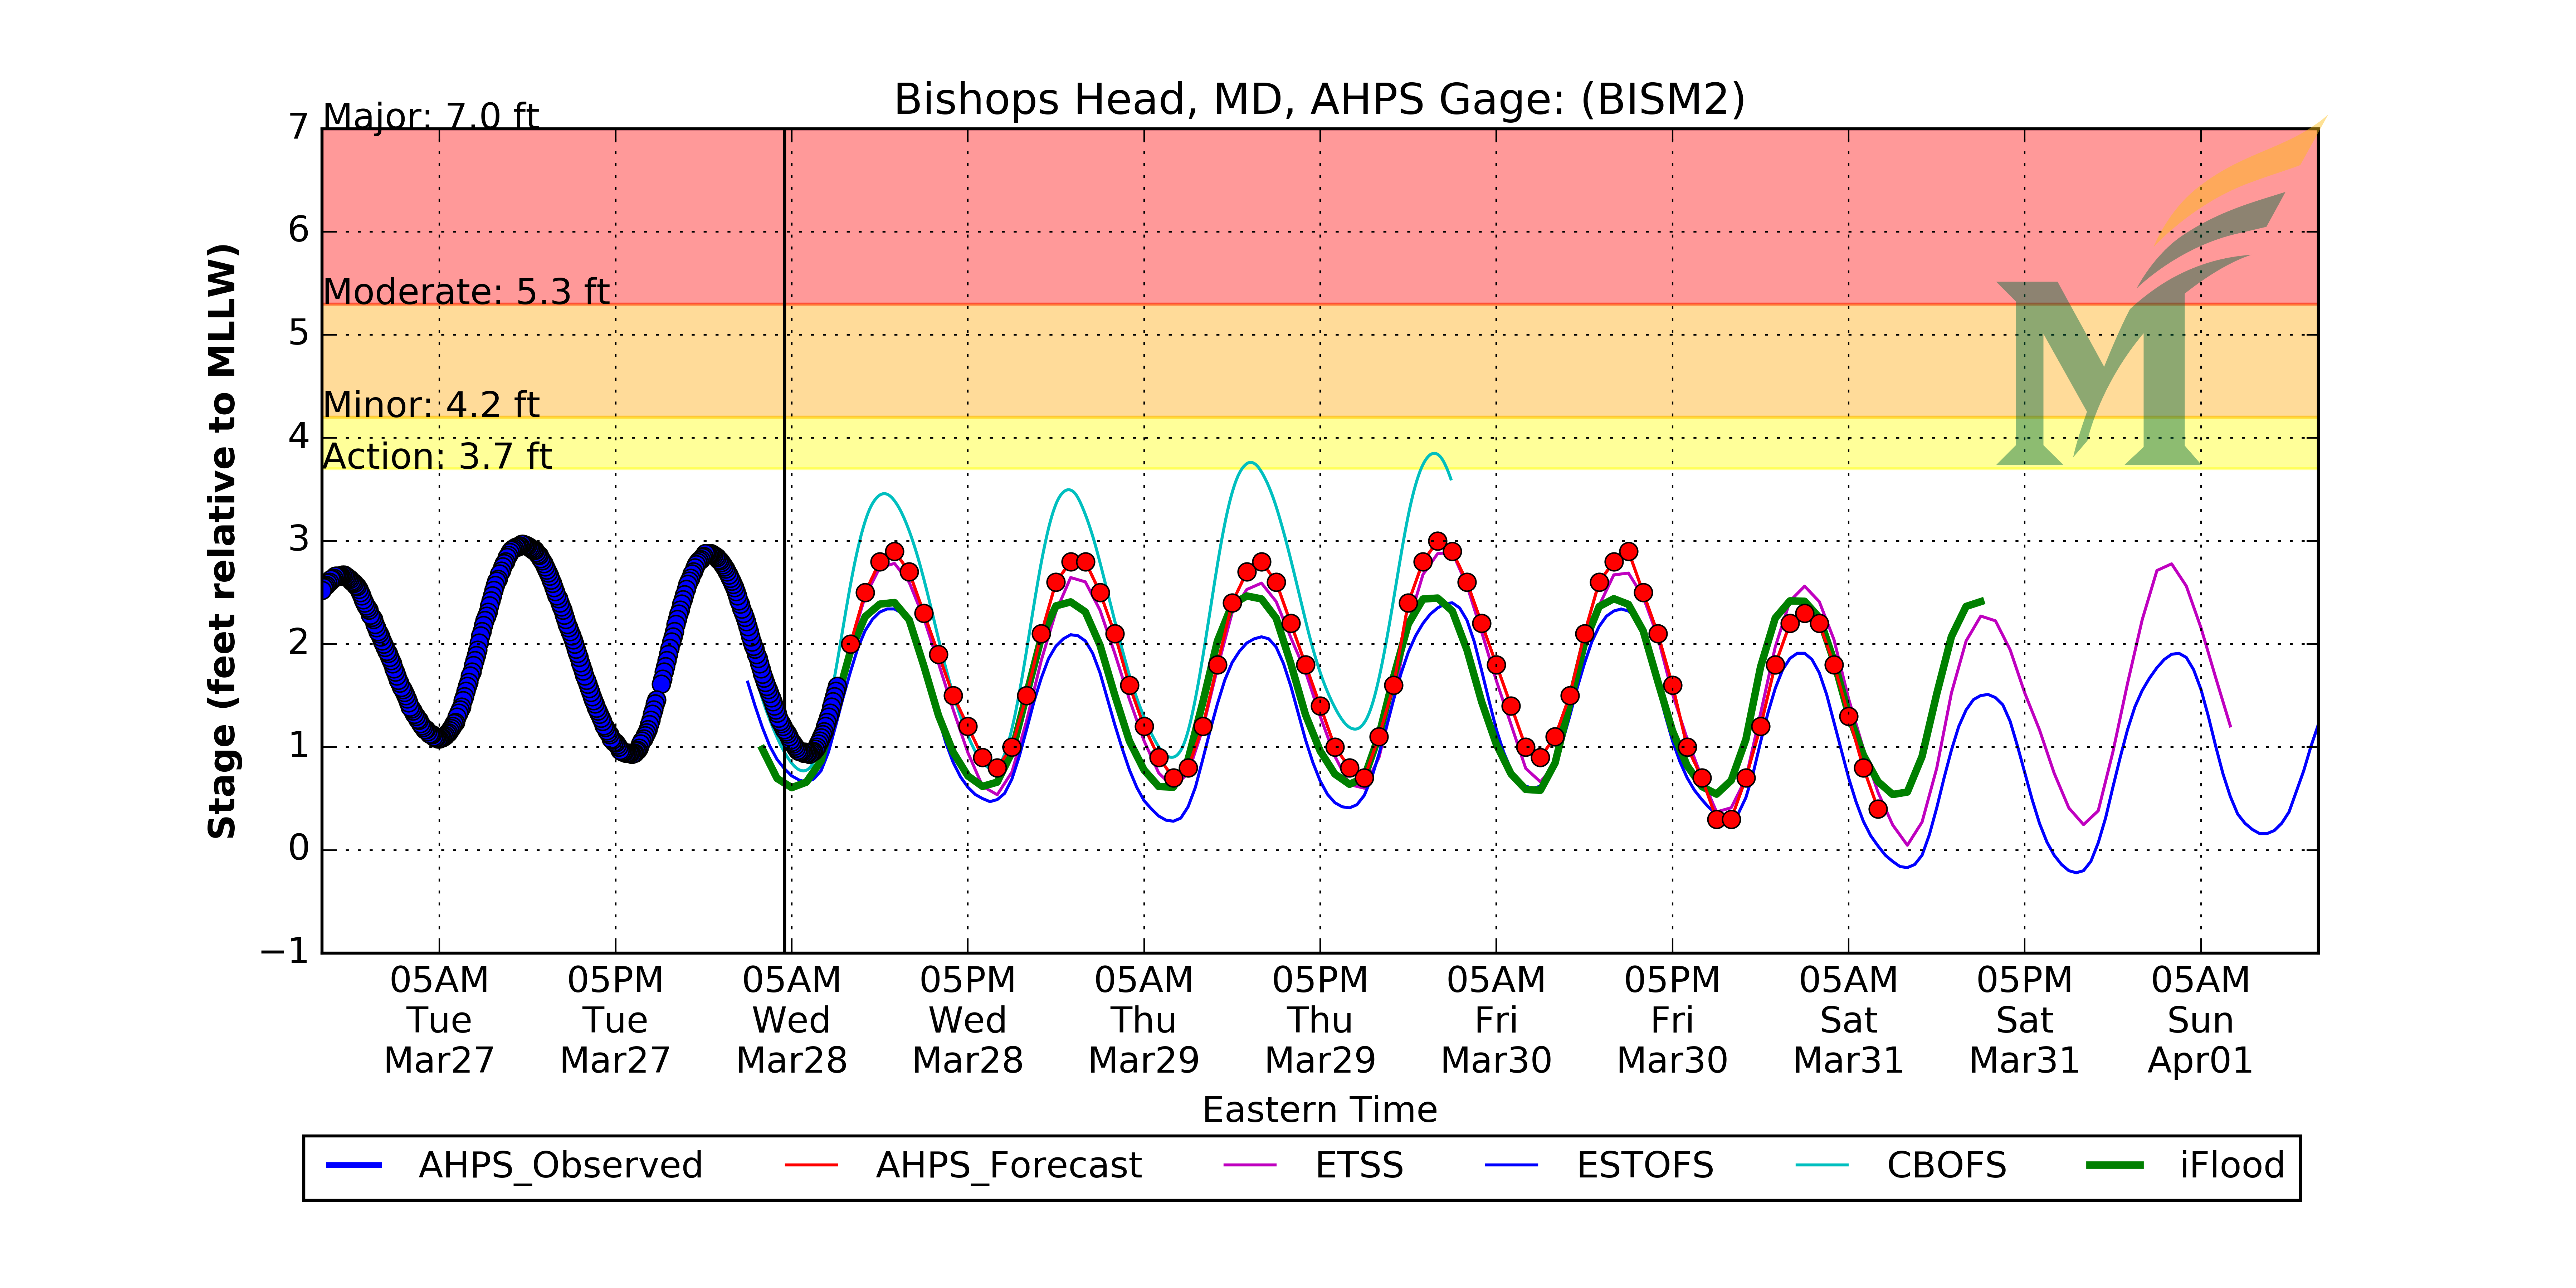 Bishops Head, MD, AHPS Gage: (BISM2)
Major: 7.0 ft
Moderate: 5.3 ft
Minor: 4.2 ft
Action: 3.7 ft
7
6
5
4
3
2
1
0
−1
Stage (feet relative to MLLW)
05AM 05PM 05AM 05PM 05AM 05PM 05AM 05PM 05AM 05PM 05AM
Tue Tue Wed Wed Thu Thu Fri Fri Sat Sat Sun
Mar27 Mar27 Mar28 Mar28 Mar29 Mar29 Mar30 Mar30 Mar31 Mar31 Apr01
Eastern Time
AHPS_Observed AHPS_Forecast ETSS ESTOFS CBOFS iFlood
M